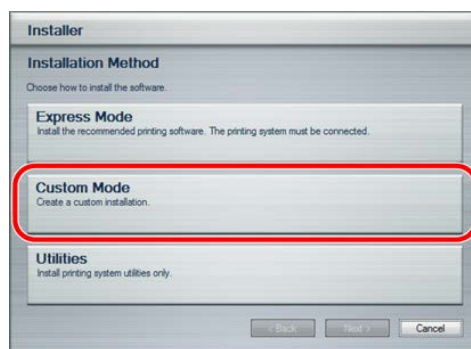 Installer
Installation Method
Choose how to install the software.
Express Mode
Install the recommended printing software. The printing system must be connected.
Custom Mode
Create a custom installation.
Utilities
Install printing system utilities only.
< Back Next > Cancel